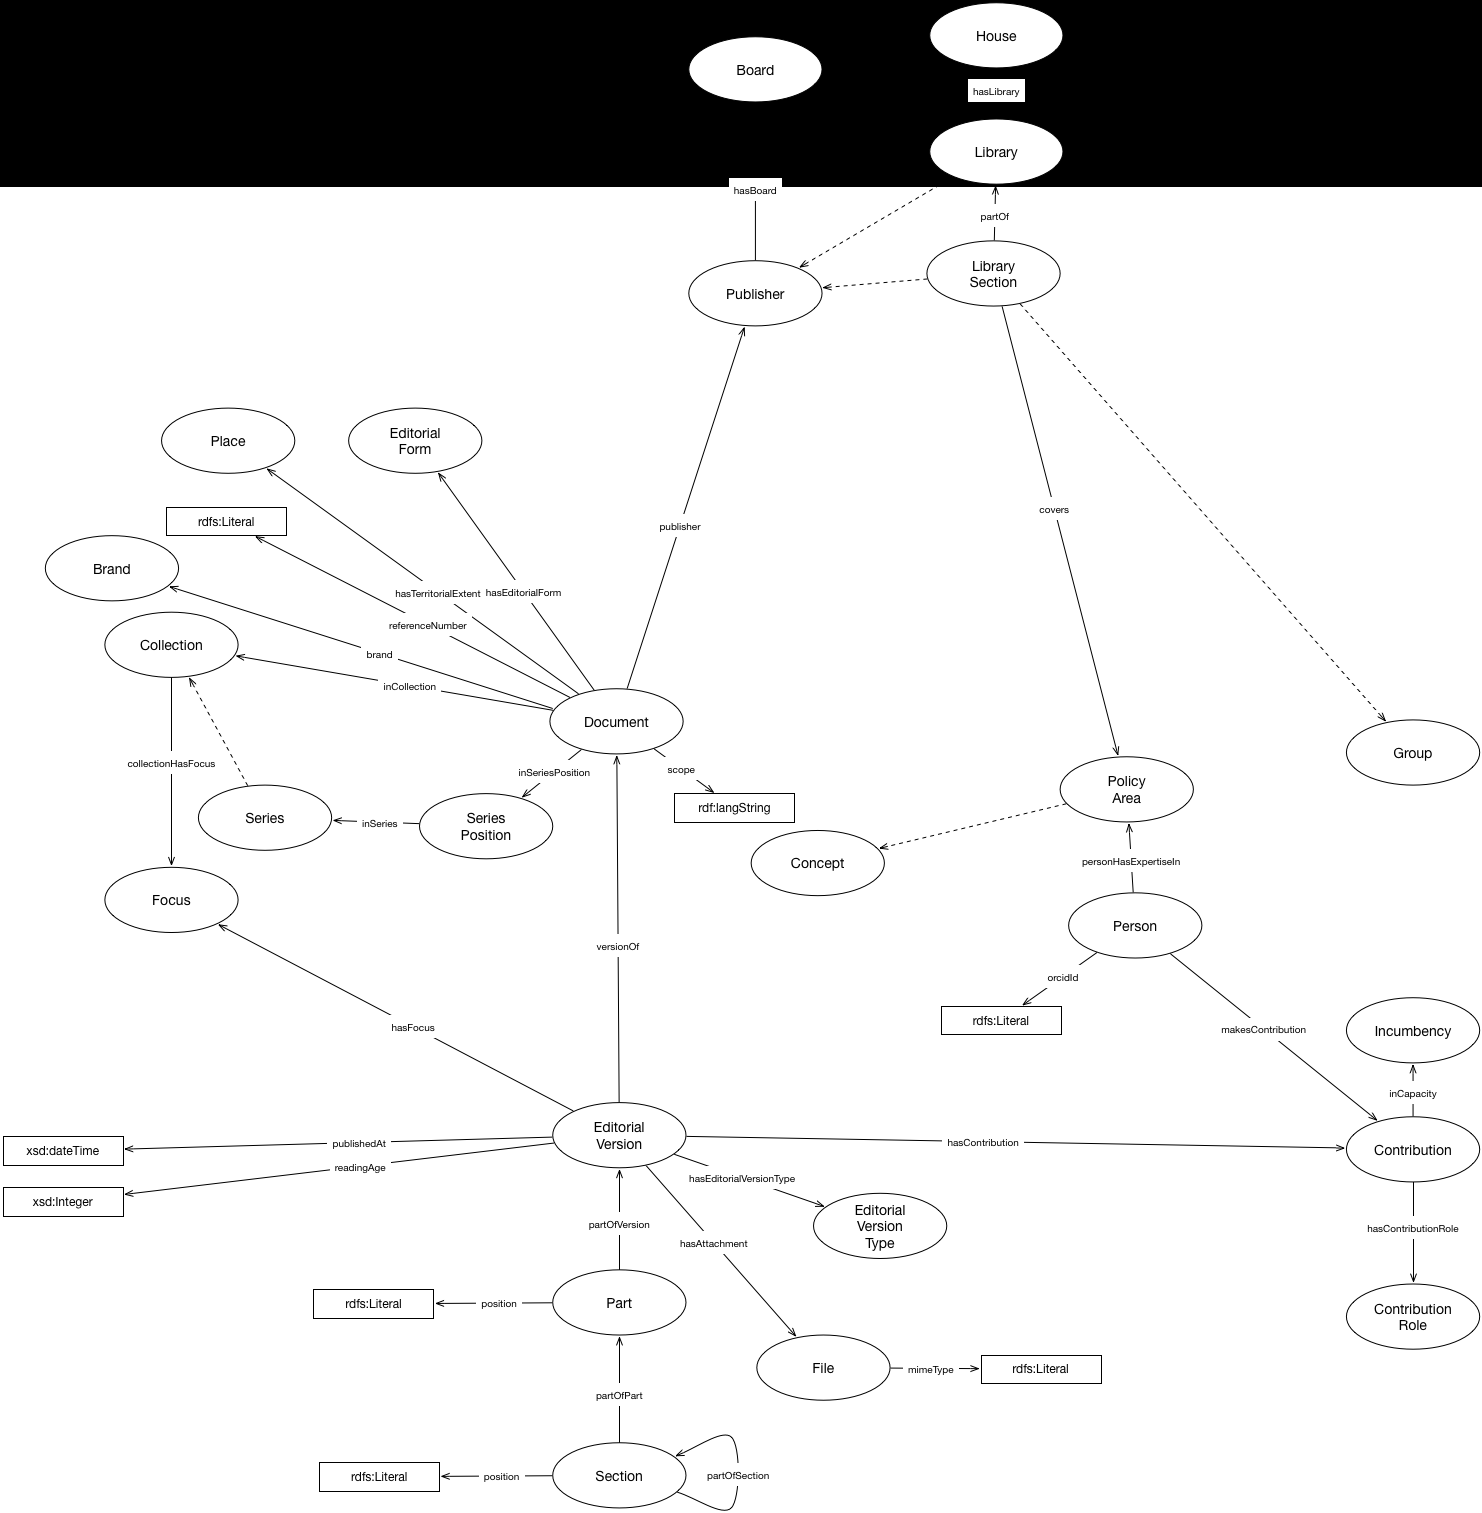 House
Board
hasLibrary
Library
hasBoard
partOf
Library
Section
Publisher
Place
Editorial
Form
covers
rdfs:Literal
publisher
Brand
hasTerritorialExtent
hasEditorialForm
referenceNumber
Collection
brand
inCollection
Document
Group
collectionHasFocus
inSeriesPosition
scope
Policy
Area
rdf:langString
Series
inSeries
Series
Position
Concept
personHasExpertiseIn
Focus
Person
versionOf
orcidId
rdfs:Literal
hasFocus
makesContribution
Incumbency
inCapacity
Editorial
Version
publishedAt
xsd:dateTime
hasContribution
Contribution
readingAge
hasEditorialVersionType
xsd:Integer
Editorial
Version
Type
partOfVersion
hasContributionRole
hasAttachment
rdfs:Literal
position
Part
Contribution
Role
File
mimeType
rdfs:Literal
partOfPart
rdfs:Literal
position
Section
partOfSection